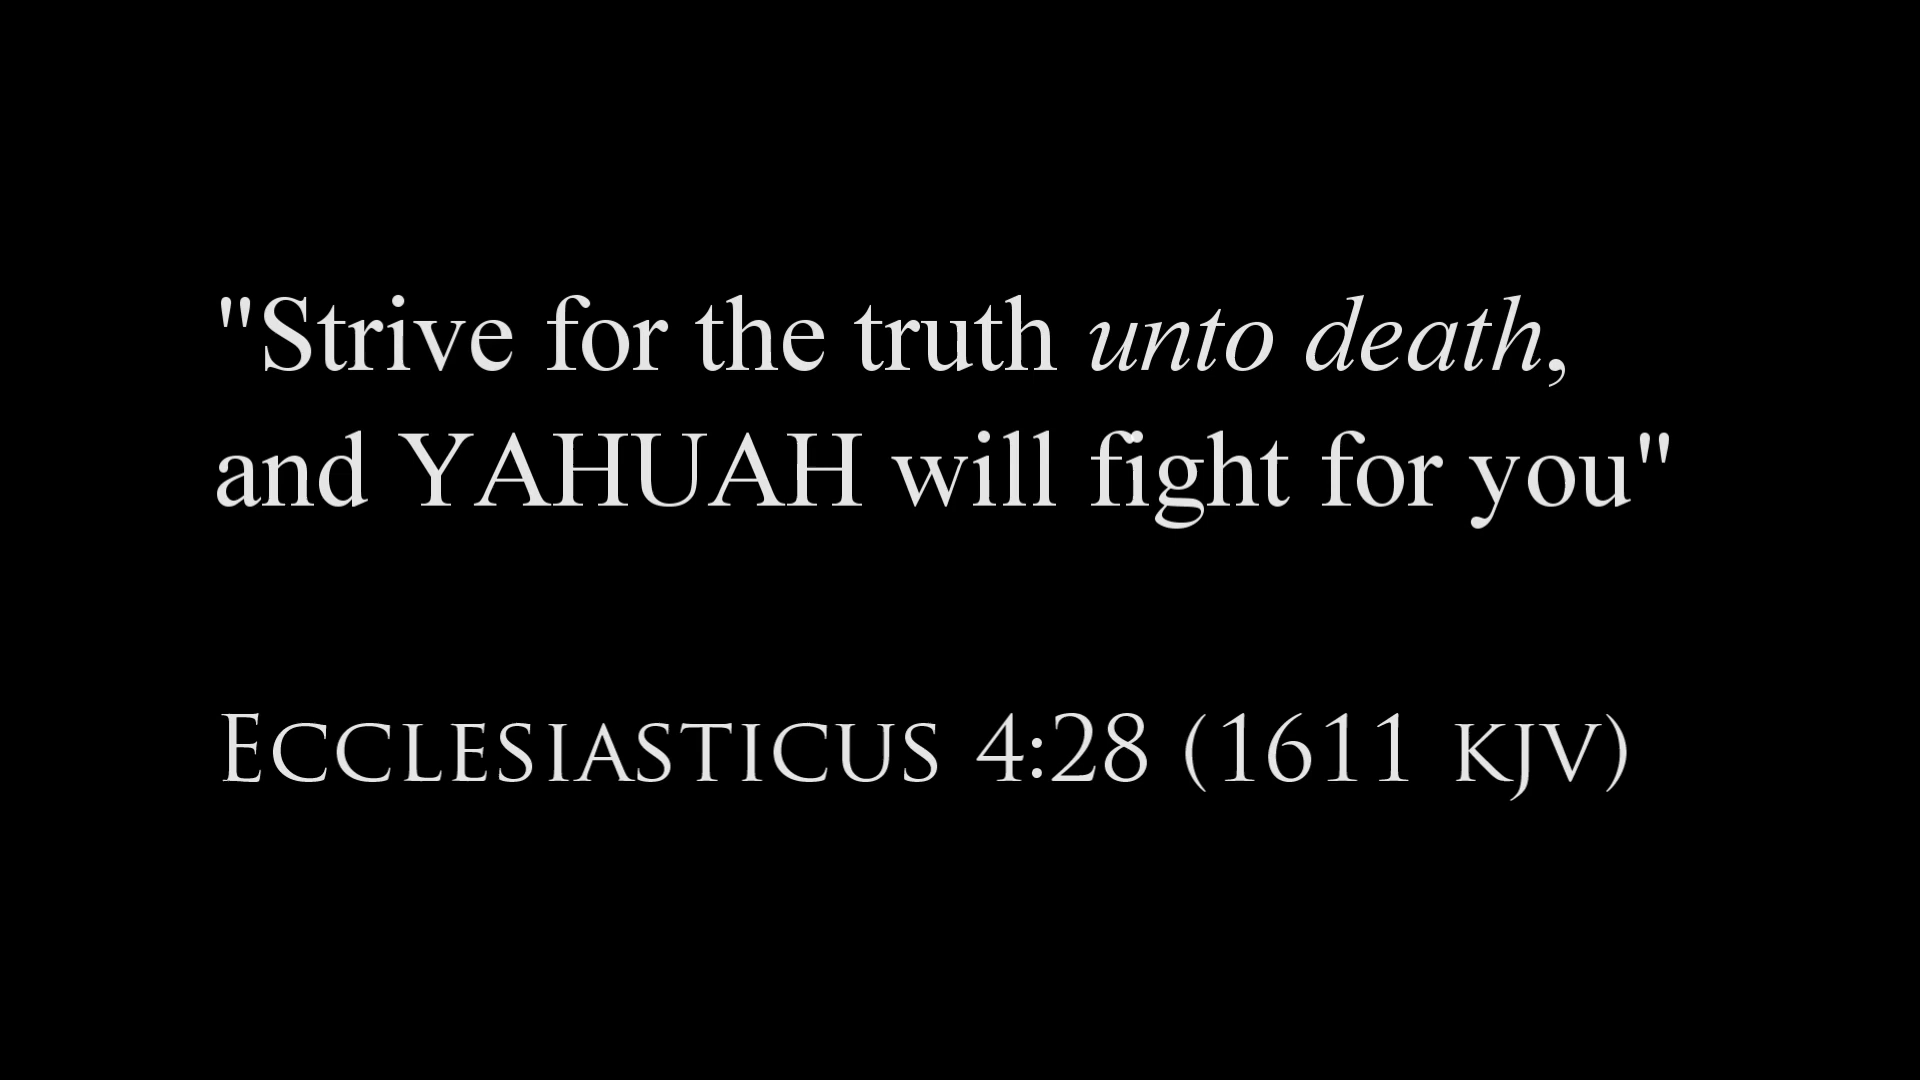 "Strive for the truth unto death,
and YAHUAH will fight for you"
Ecclesiasticus 4:28 (1611 KJV)